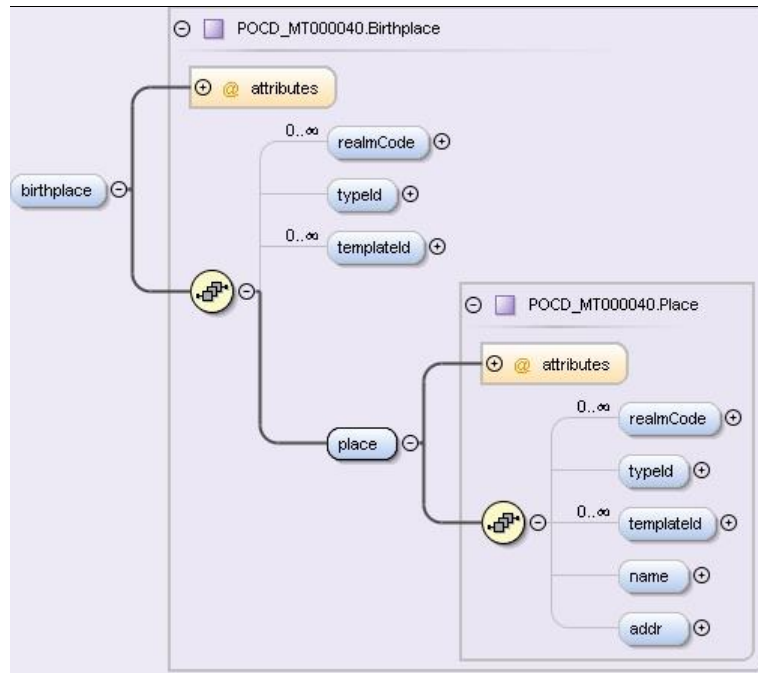 POCD_MT000040.Birthplace
@ attributes
0..∞
realmCode
birthplace
typeId
0..∞
templateId
POCD_MT000040.Place
@ attributes
0..∞
realmCode
place
typeId
0..∞
templateId
name
addr